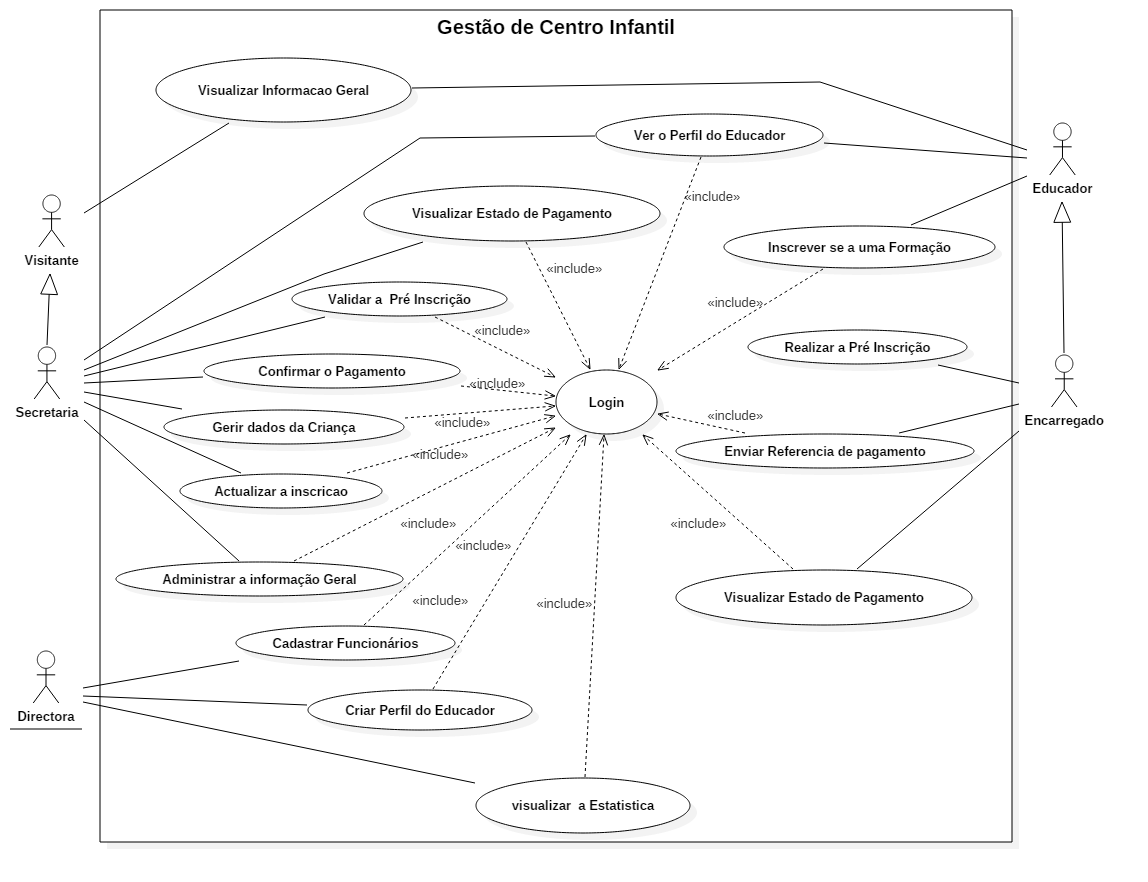 Gestão de Centro Infantil
Visualizar Informacao Geral
Ver o Perfil do Educador
Educador
«include»
Visualizar Estado de Pagamento
Inscrever se a uma Formação
Visitante
«include»
Validar a  Pré Inscrição
«include»
«include»
Realizar a Pré Inscrição
Confirmar o Pagamento
«include»
Login
Secretaria
«include»
Encarregado
Gerir dados da Criança
«include»
Enviar Referencia de pagamento
«include»
Actualizar a inscricao
«include»
«include»
«include»
Administrar a informação Geral
«include»
«include»
Visualizar Estado de Pagamento
Cadastrar Funcionários
Directora
Criar Perfil do Educador
visualizar  a Estatistica